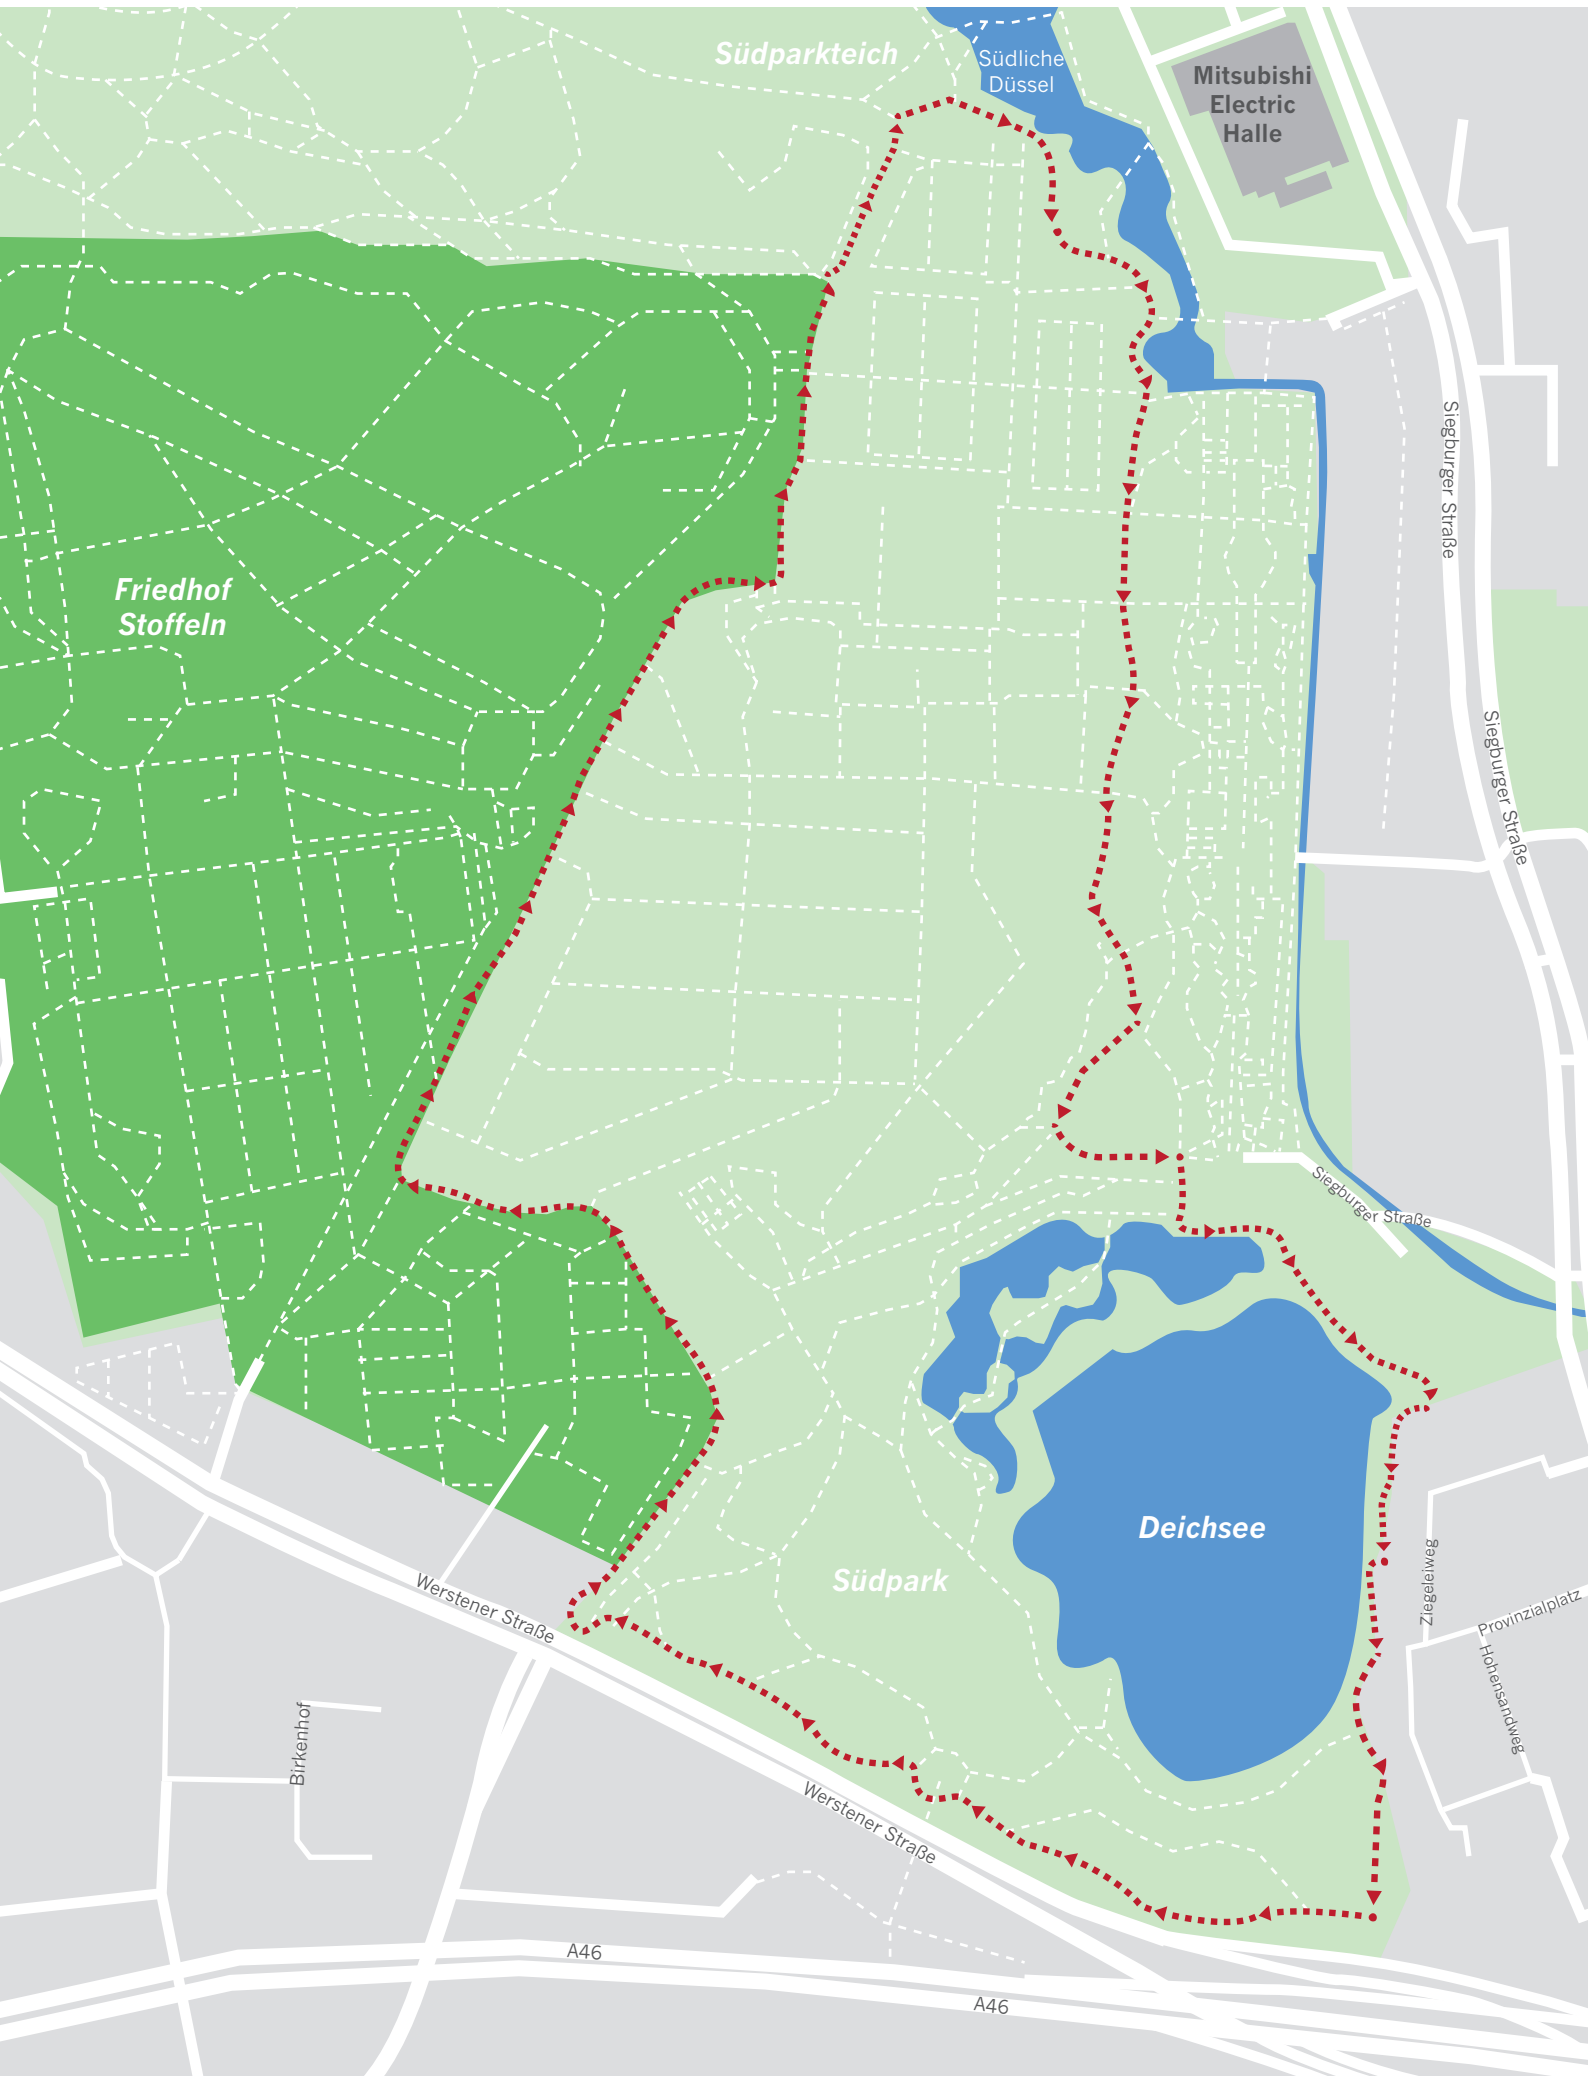 Südparkteich
Südliche
Düssel
Mitsubishi
Electric
Halle
Siegburger Straße
Friedhof
Stoffeln
Siegburger Straße
Siegburger Straße
Deichsee
Südpark
Werstener Straße
Ziegeleiweg
Provinzialplatz
Hohensandweg
Birkenhof
Werstener Straße
A46
A46